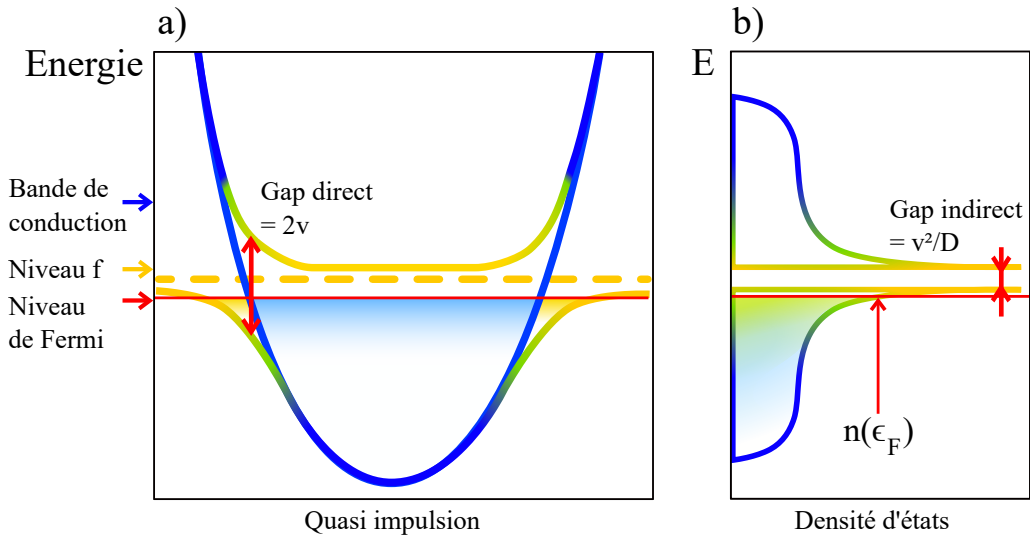 a)
Energie
Bande de
conduction
Niveau f
Niveau
de Fermi
Gap direct
= 2v
Quasi impulsion
b)
E
Gap indirect
= v²/D
n(ϵ_F)
Densité d'états